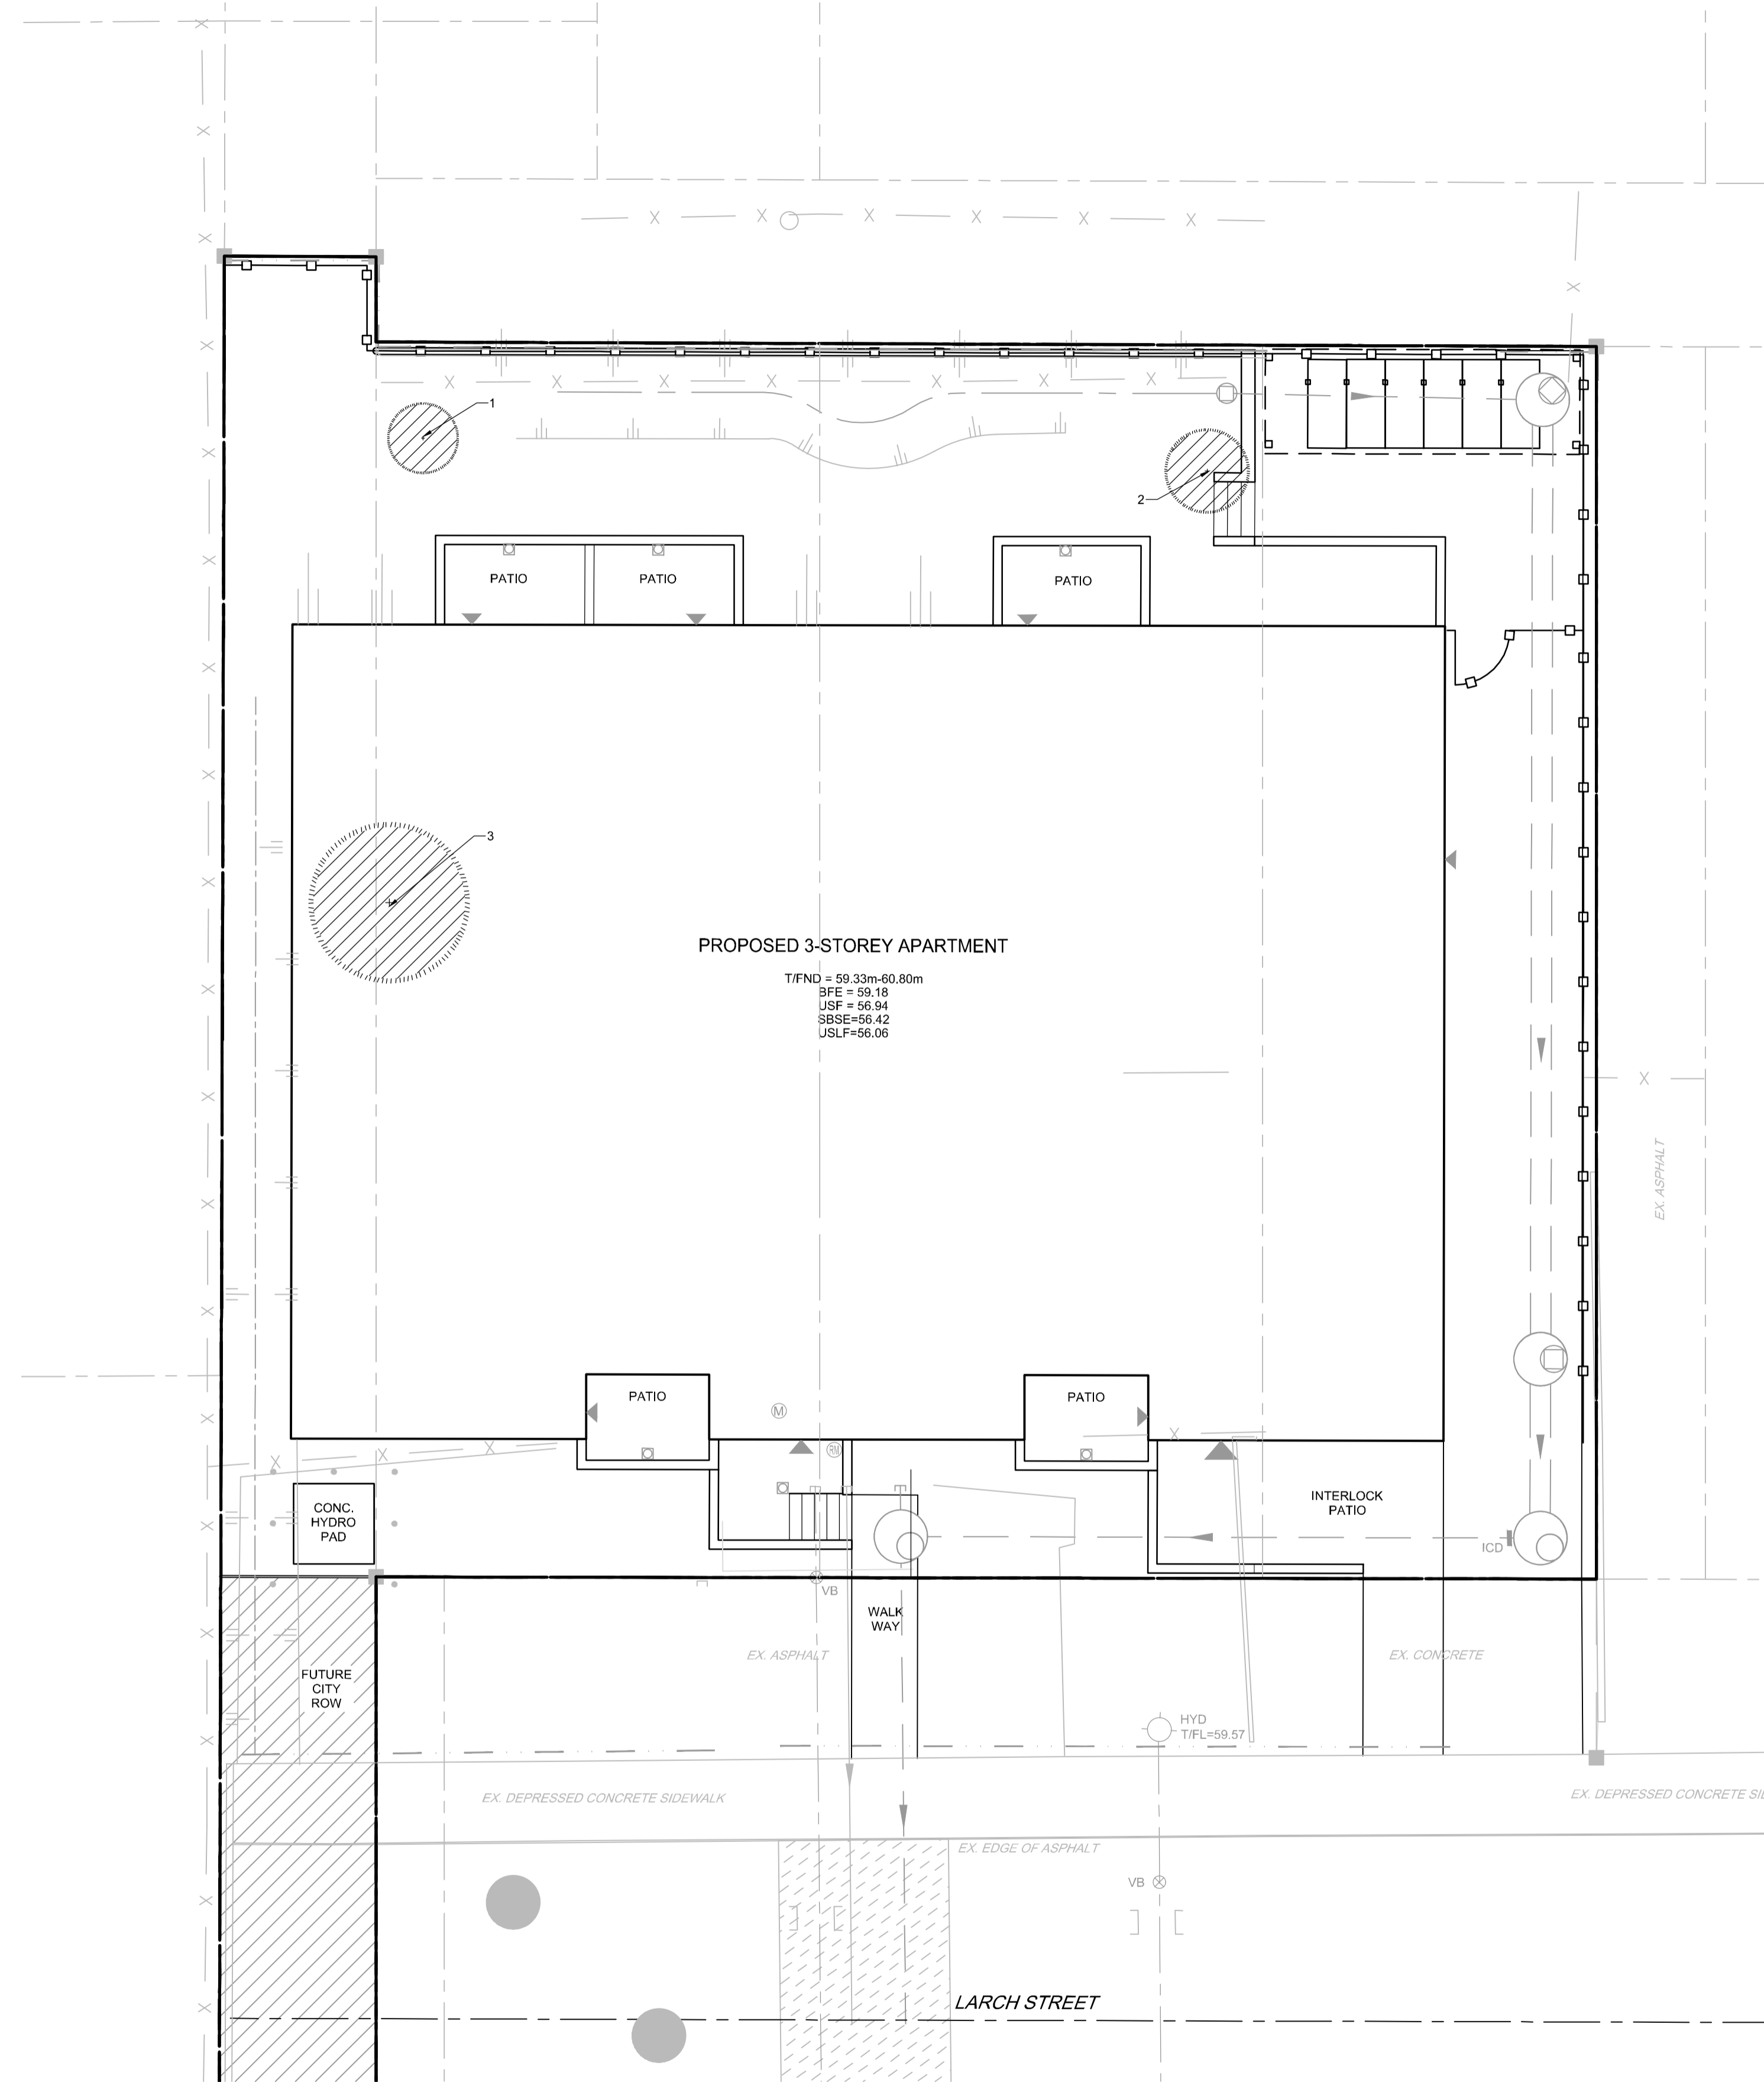 1
2
PATIO
PATIO
PATIO
3
PROPOSED 3-STOREY APARTMENT
T/FND = 59.33m-60.80m
BFE = 59.18
USF = 56.94
SBSE=56.42
USLF=56.06
EX. ASPHALT
PATIO
PATIO
M
RM
CONC.
HYDRO
PAD
INTERLOCK
PATIO
ICD
VB
WALK
WAY
EX. ASPHALT
EX. CONCRETE
FUTURE
CITY
ROW
HYD
T/FL=59.57
EX. DEPRESSED CONCRETE SIDEWALK
EX. DEPRESSED CONCRETE
EX. EDGE OF ASPHALT
VB
LARCH STREET